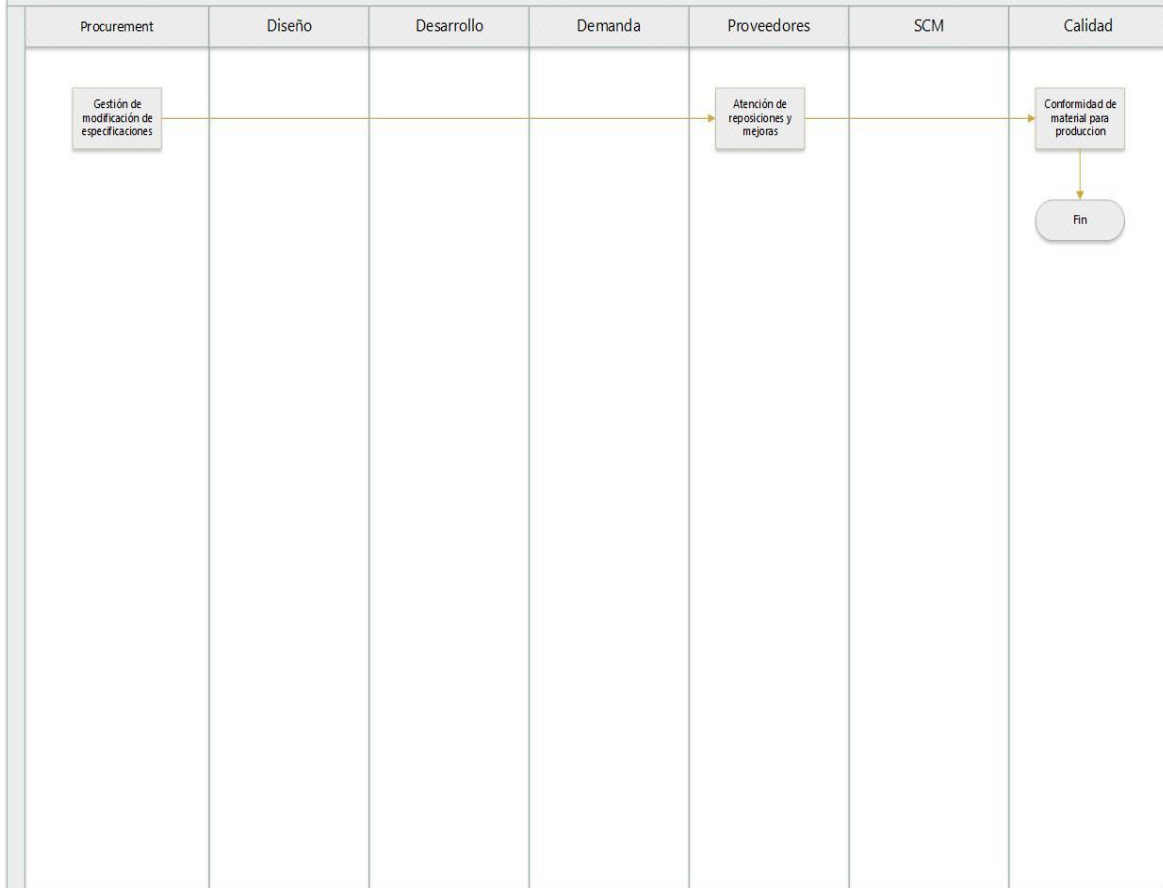 Procurement
Diseño
Desarrollo
Demanda
Proveedores
SCM
Calidad
Gestión de
modificación de
especificaciones
Atención de
reposiciones y
mejoras
Conformidad de
material para
produccion
Fin